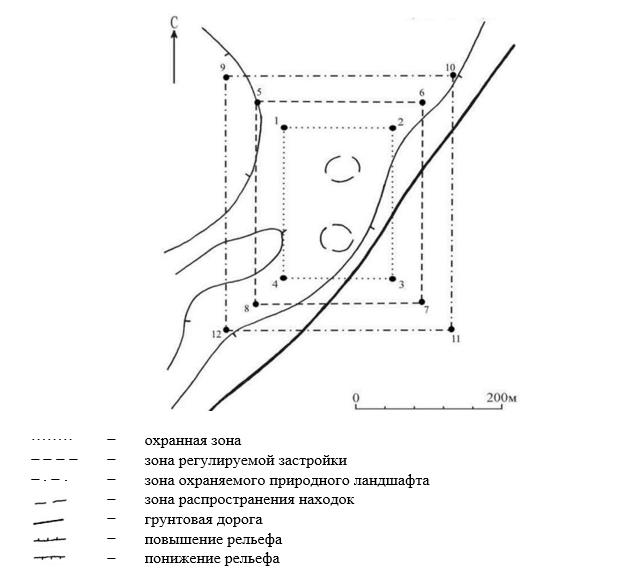 С
9
10
5
6
1
2
4
3
8
7
12
11
0
200м
– охранная зона
– зона регулируемой застройки
– зона охраняемого природного ландшафта
– зона распространения находок
– грунтовая дорога
– повышение рельефа
– понижение рельефа